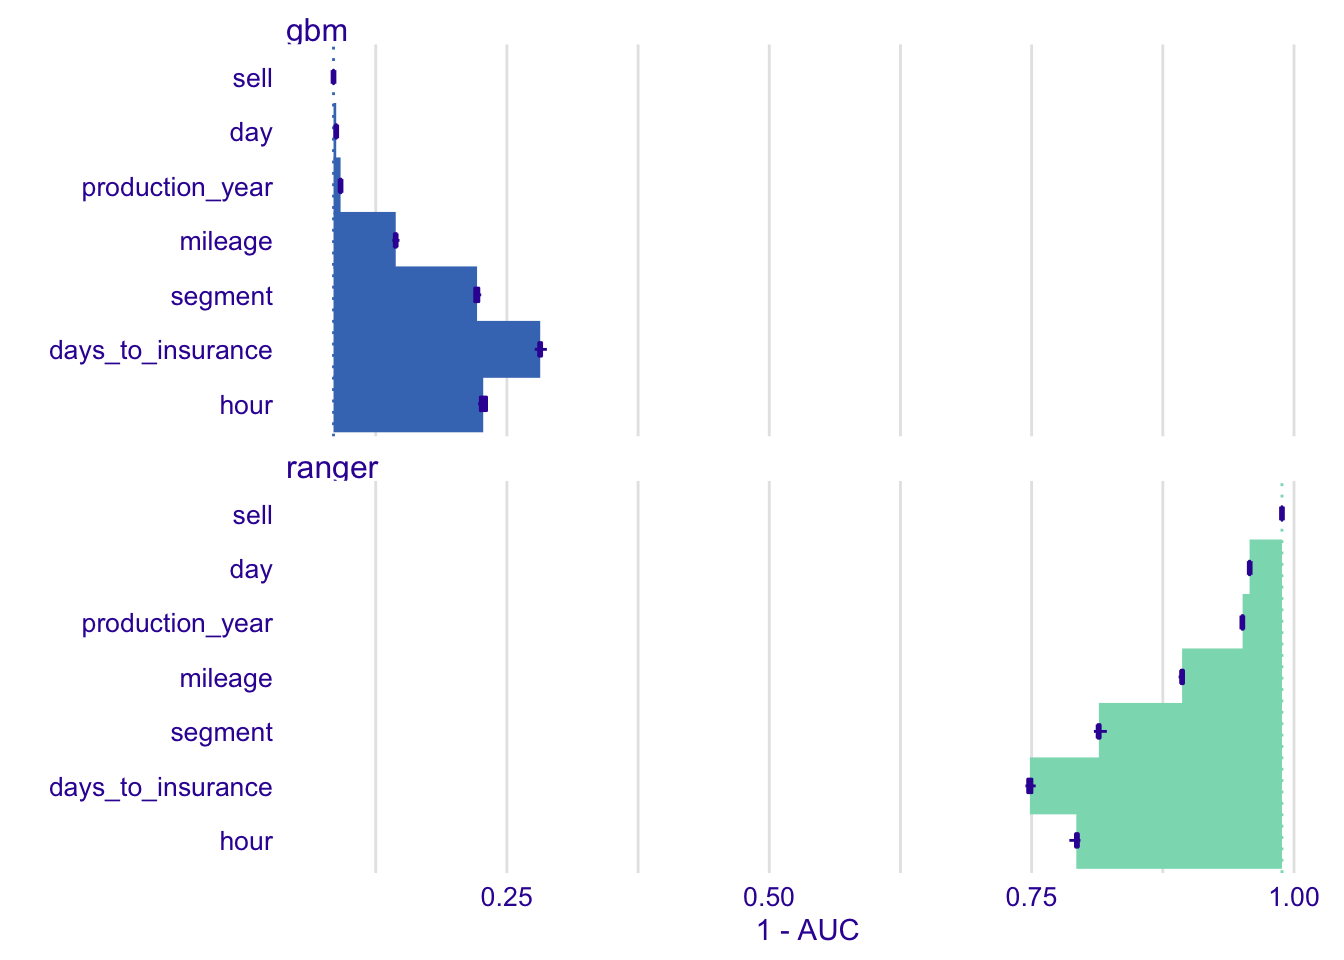 gbm
sell
day
production_year
mileage
segment
days_to_insurance
hour
ranger
sell
day
production_year
mileage
segment
days_to_insurance
hour
0.25 0.50 0.75 1.00
1 - AUC